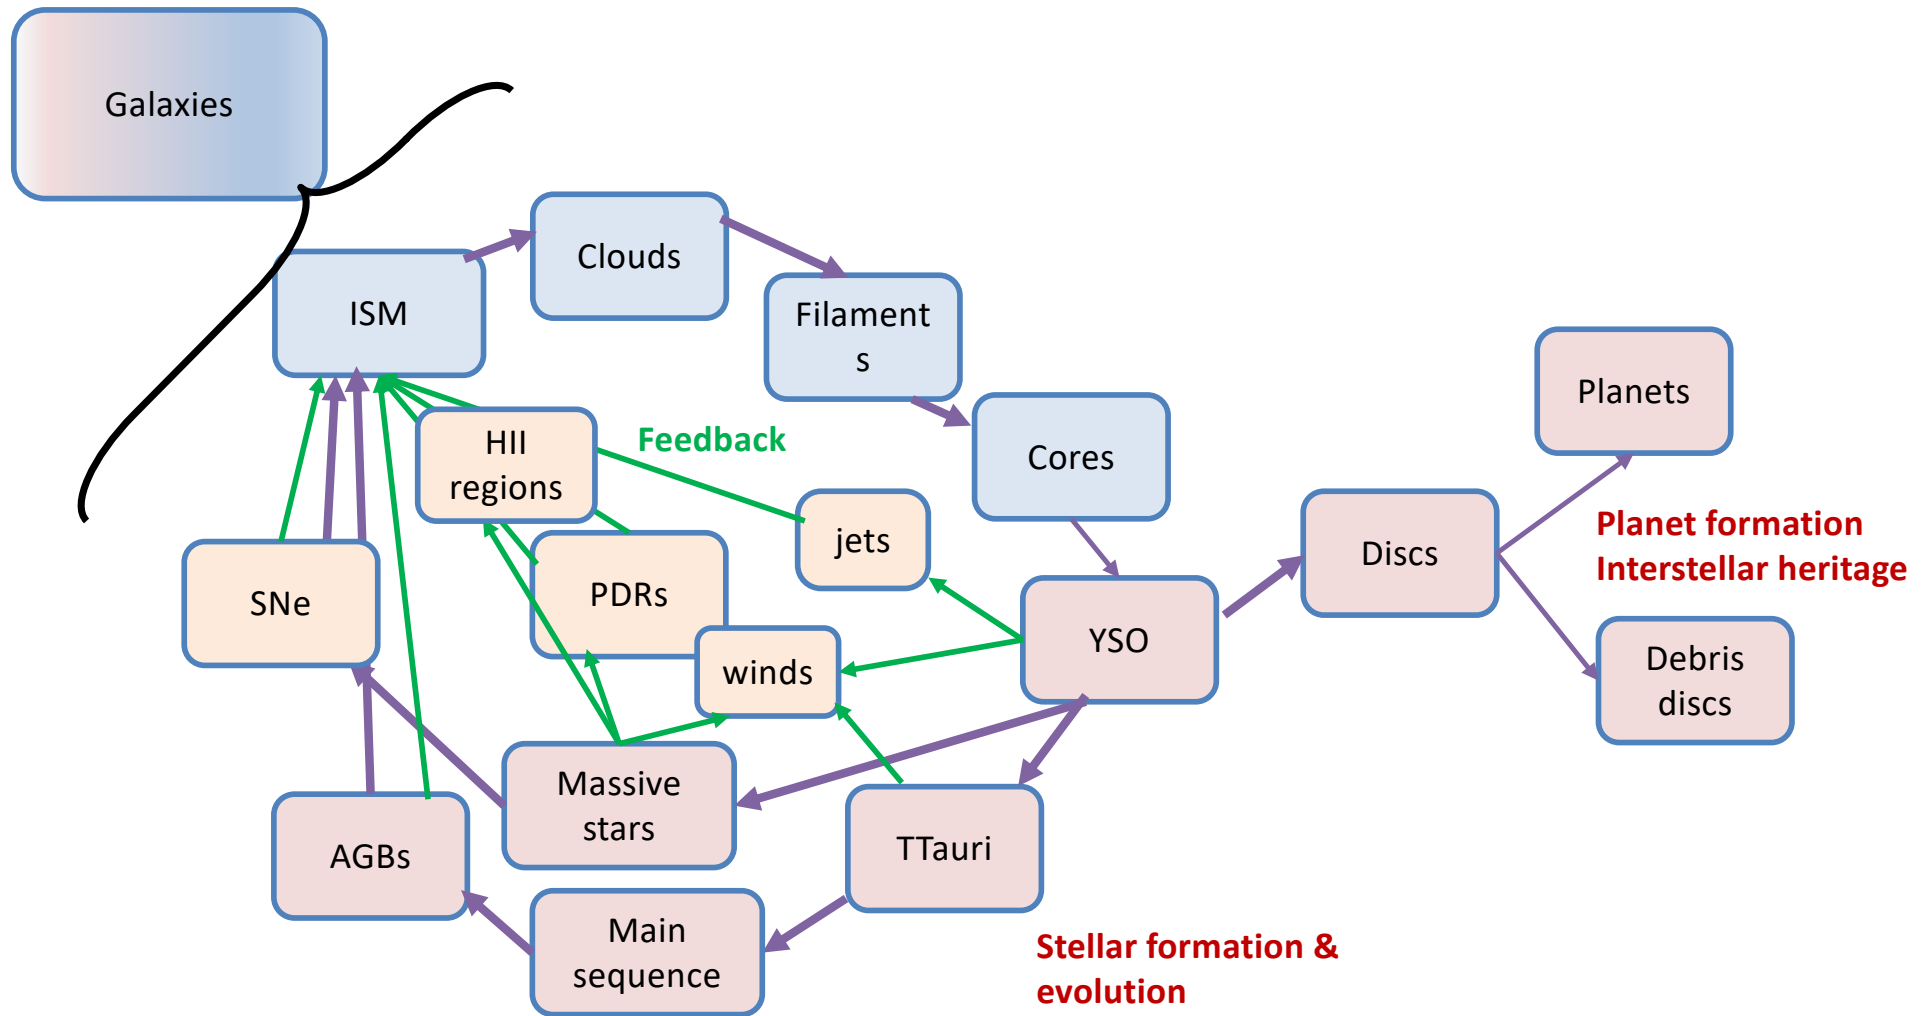 Galaxies
Clouds
ISM
Filament
s
Planets
HII
regions
Feedback
Cores
jets
Discs
Planet formation
Interstellar heritage
SNe
PDRs
YSO
winds
Debris
discs
Massive
stars
AGBs
TTauri
Main
sequence
Stellar formation &
evolution